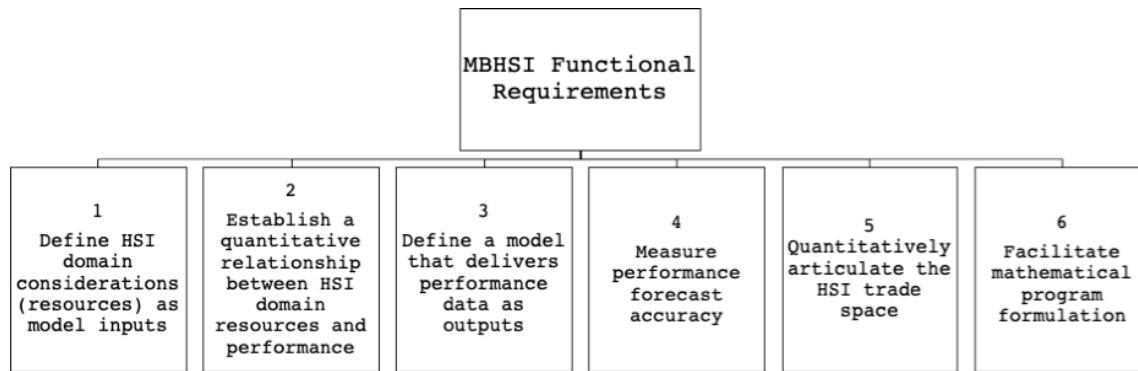 MBHSI Functional
Requirements
1
Define HSI
domain
considerations
(resources) as
model inputs
2
Establish a
quantitative
relationship
between HSI
domain
resources and
performance
3
Define a model
that delivers
performance
data as
outputs
4
Measure
performance
forecast
accuracy
5
Quantitatively
articulate the
HSI trade
space
6
Facilitate
mathematical
program
formulation